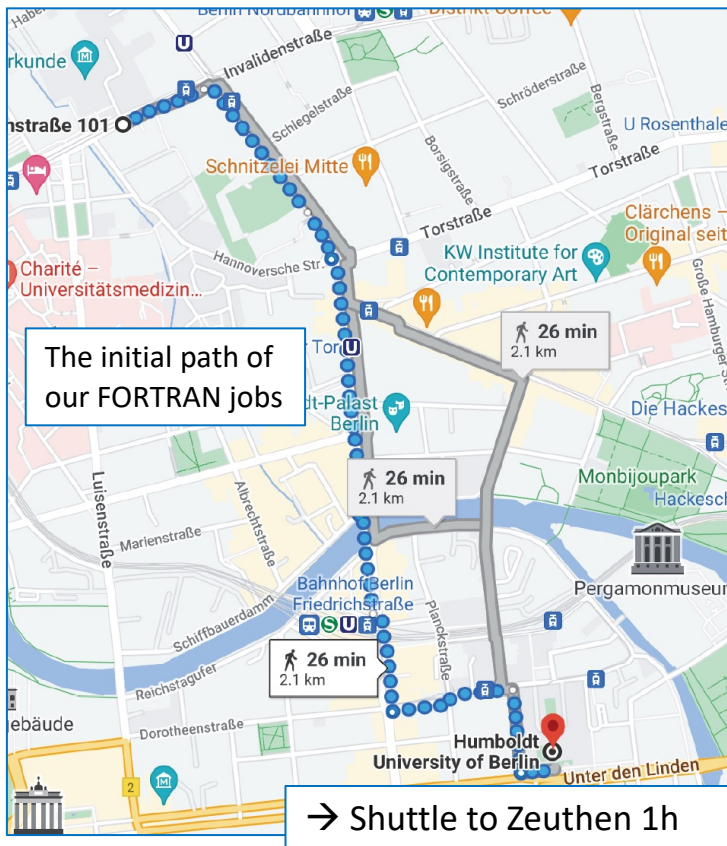 Berlin Nordbahnhof
Distrikt Coffee
Invalidenstraße
rkunde
nstraße 101
Schlegelstraße
Schröderstraße
Bergstraße
U Rosenthale
Borsigstraße
Schnitzelei Mitte
Torstraße
Torstraße
Clärchens –
Original seit
Hannoversche Str.
KW Institute for
Contemporary Art
Große Hamburger Str
Charité –
Universitätsmedizin...
The initial path of
our FORTRAN jobs
Tor
26 min
2.1 km
dt-Palast
Berlin
Die Hackes
26 min
2.1 km
Monbijoupark
Hackesch
Luisenstraße
Albrechtstraße
Marienstraße
Pergamonmuseum
Bahnhof Berlin
Friedrichstraße
Schiffbauerdamm
Planckstraße
Reichstagufer
26 min
2.1 km
gebäude
Dorotheenstraße
Humboldt
University of Berlin
Unter den Linden
2
→ Shuttle to Zeuthen 1h